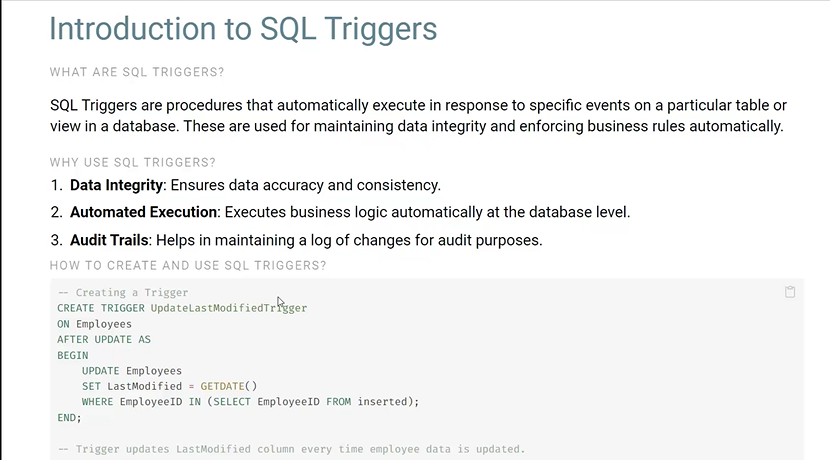 Introduction to SQL Triggers
WHAT ARE SQL TRIGGERS?
SQL Triggers are procedures that automatically execute in response to specific events on a particular table or
view in a database. These are used for maintaining data integrity and enforcing business rules automatically.
WHY USE SQL TRIGGERS?
1. Data Integrity: Ensures data accuracy and consistency.
2. Automated Execution: Executes business logic automatically at the database level.
3. Audit Trails: Helps in maintaining a log of changes for audit purposes.
HOW TO CREATE AND USE SQL TRIGGERS?
-- Creating a Trigger
CREATE TRIGGER UpdateLastModifiedTrigger
ON Employees
AFTER UPDATE AS
BEGIN
    UPDATE Employees
    SET LastModified = GETDATE()
    WHERE EmployeeID IN (SELECT EmployeeID FROM inserted);
END;
-- Trigger updates LastModified column every time employee data is updated.